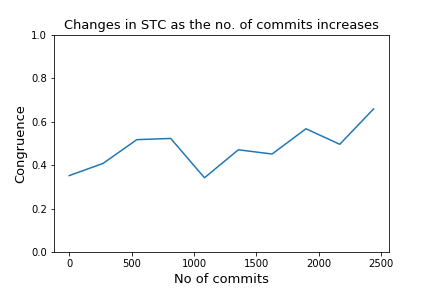 Changes in STC as the no. of commits increases
1.0
0.8
0.6
0.4
0.2
0.0
Congruence
0 500 1000 1500 2000 2500
No of commits